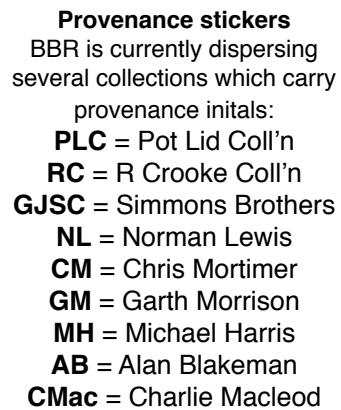 Provenance stickers
BBR is currently dispersing
several collections which carry
provenance initals:
PLC = Pot Lid Coll’n
RC = R Crooke Coll’n
GJSC = Simmons Brothers
NL = Norman Lewis
CM = Chris Mortimer
GM = Garth Morrison
MH = Michael Harris
AB = Alan Blakeman
CMac = Charlie Macleod